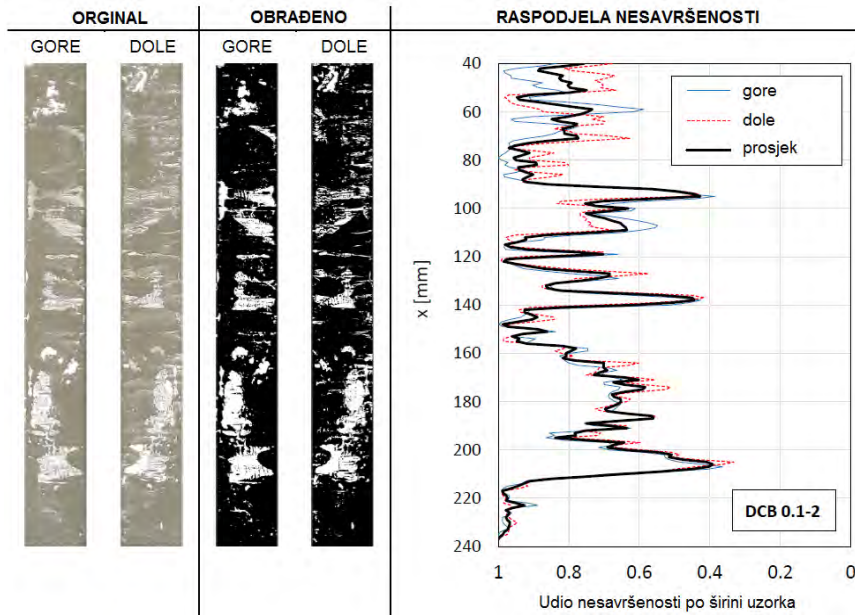 ORGINAL OBRAĐENO RASPODJELA NESAVRŠENOSTI
GORE DOLE GORE DOLE
40
60
80
100
120
140
160
180
200
220
240
x [mm]
gore
dole
prosjek
DCB 0.1-2
1 0.8 0.6 0.4 0.2 0
Udio nesavršenosti po širini uzorka